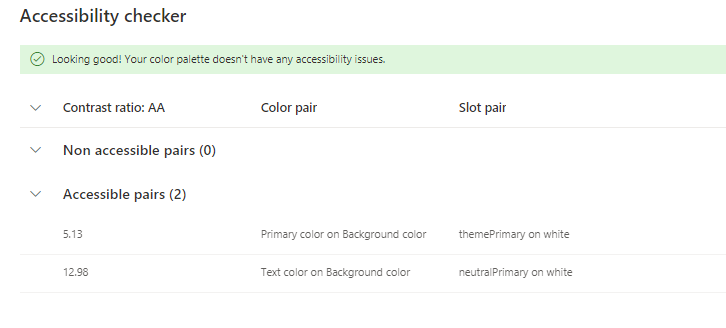 Accessibility checker
Looking good! Your color palette doesn't have any accessibility issues.
Contrast ratio: AA Color pair Slot pair
Non accessible pairs (0)
Accessible pairs (2)
5.13 Primary color on Background color themePrimary on white
12.98 Text color on Background color neutralPrimary on white